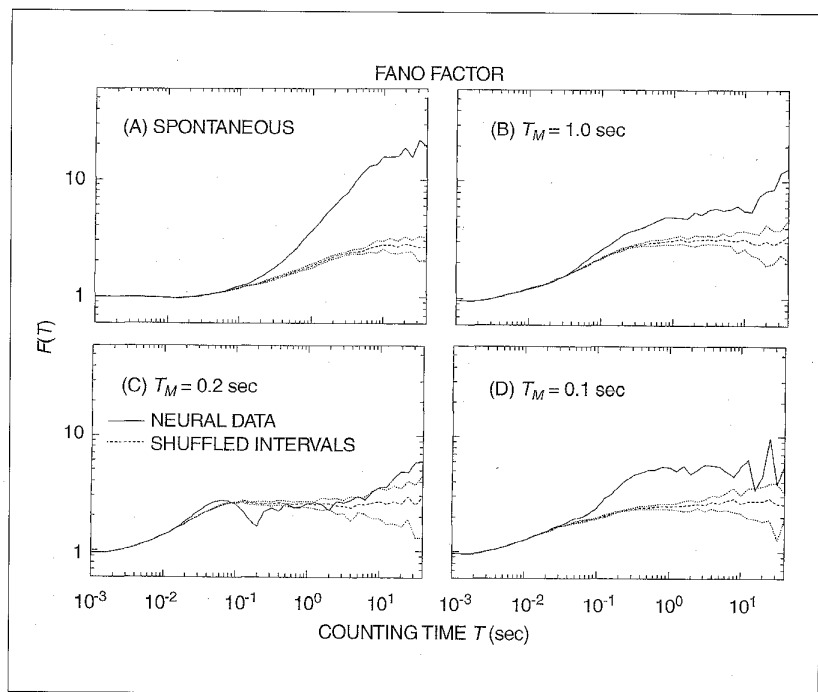 FANO FACTOR
(A) SPONTANEOUS
(B) T_M = 1.0 sec
10
1
(C) T_M = 0.2 sec
(D) T_M = 0.1 sec
NEURAL DATA
SHUFFLED INTERVALS
10
1
F(T)
10^-3 10^-2 10^-1 10^0 10^1 10^-3 10^-2 10^-1 10^0 10^1
COUNTING TIME T (sec)